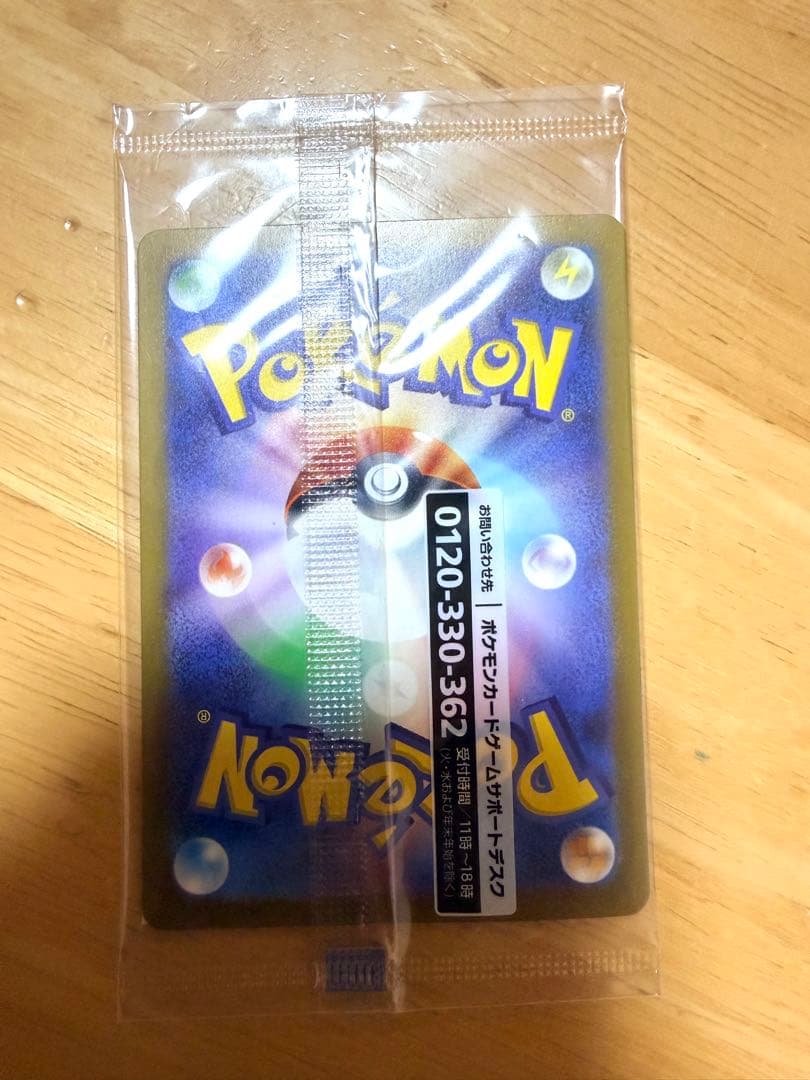 POKéMON®
お問い合わせ先 | ポケモンカードゲームサポートデスク
0120-330-362 受付時間／11時～18時
(火・水および年末年始を除く)
POKéMON®